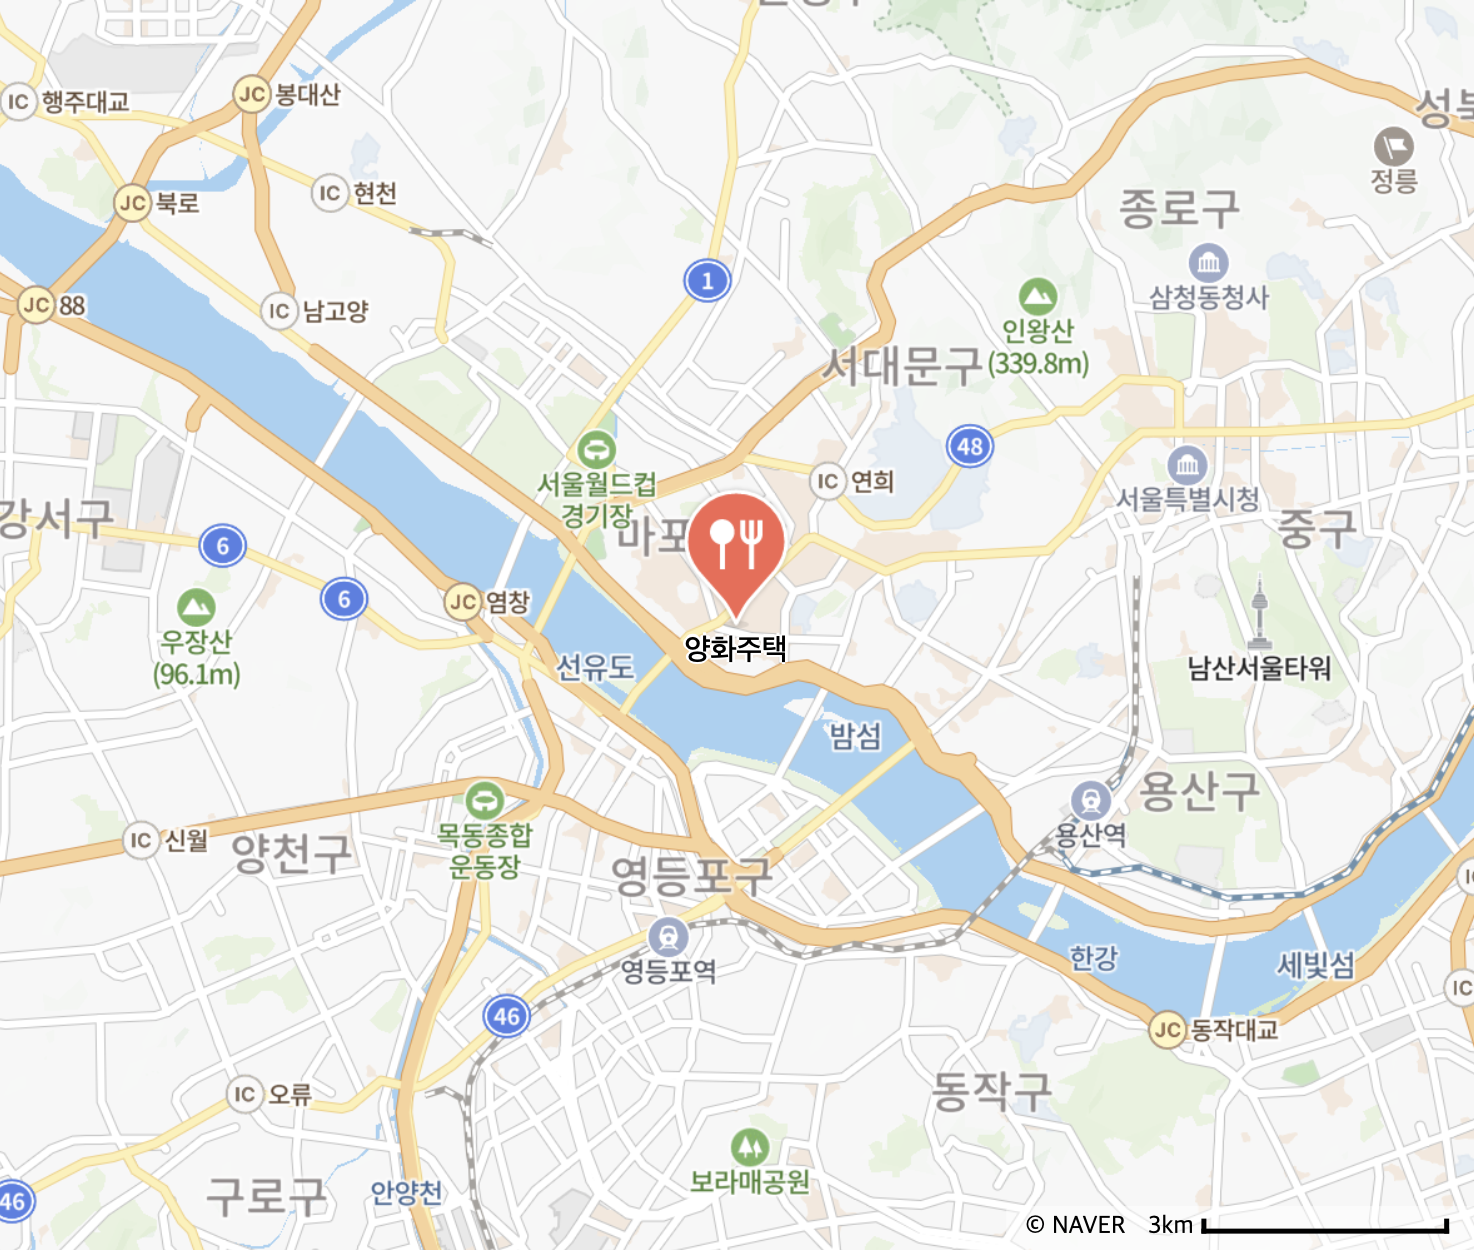 IC 행주대교
JC 봉대산
성북
정릉
IC 현천
JC 북로
종로구
1
삼청동청사
JC 88
IC 남고양
인왕산
(339.8m)
서대문구
48
서울월드컵
경기장
IC 연희
서울특별시청
강서구
마포
중구
6
6
JC 염창
우장산
(96.1m)
양화주택
선유도
남산서울타워
밤섬
용산구
용산역
목동종합
운동장
IC 신월
양천구
영등포구
IC
영등포역
한강
세빛섬
IC
46
JC 동작대교
IC 오류
동작구
보라매공원
46
구로구
안양천
© NAVER 3km